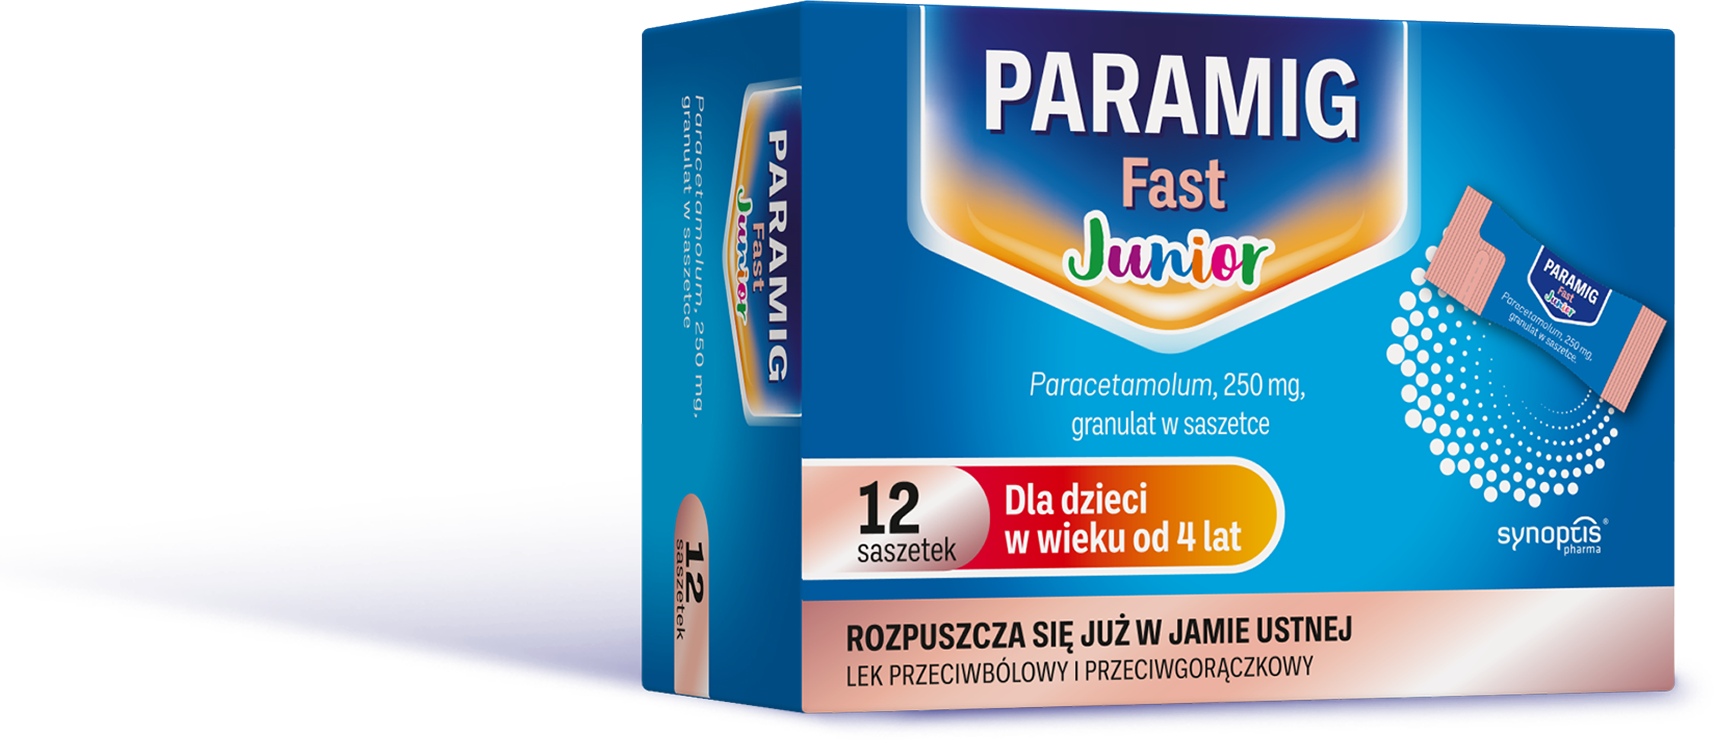 PARAMIG
Fast
Junior
Paracetamolum, 250 mg,
granulat w saszetce
12
saszetek
Dla dzieci
w wieku od 4 lat
ROZPUSZCZA SIĘ JUŻ W JAMIE USTNEJ
LEK PRZECIWBÓLOWY I PRZECIWGORĄCZKOWY
PARAMIG
Fast
Junior
Paracetamolum, 250 mg,
granulat w saszetce.
synoptis®
pharma
PARAMIG
Fast
Junior
Paracetamolum, 250 mg,
granulat w saszetce
12
saszetek